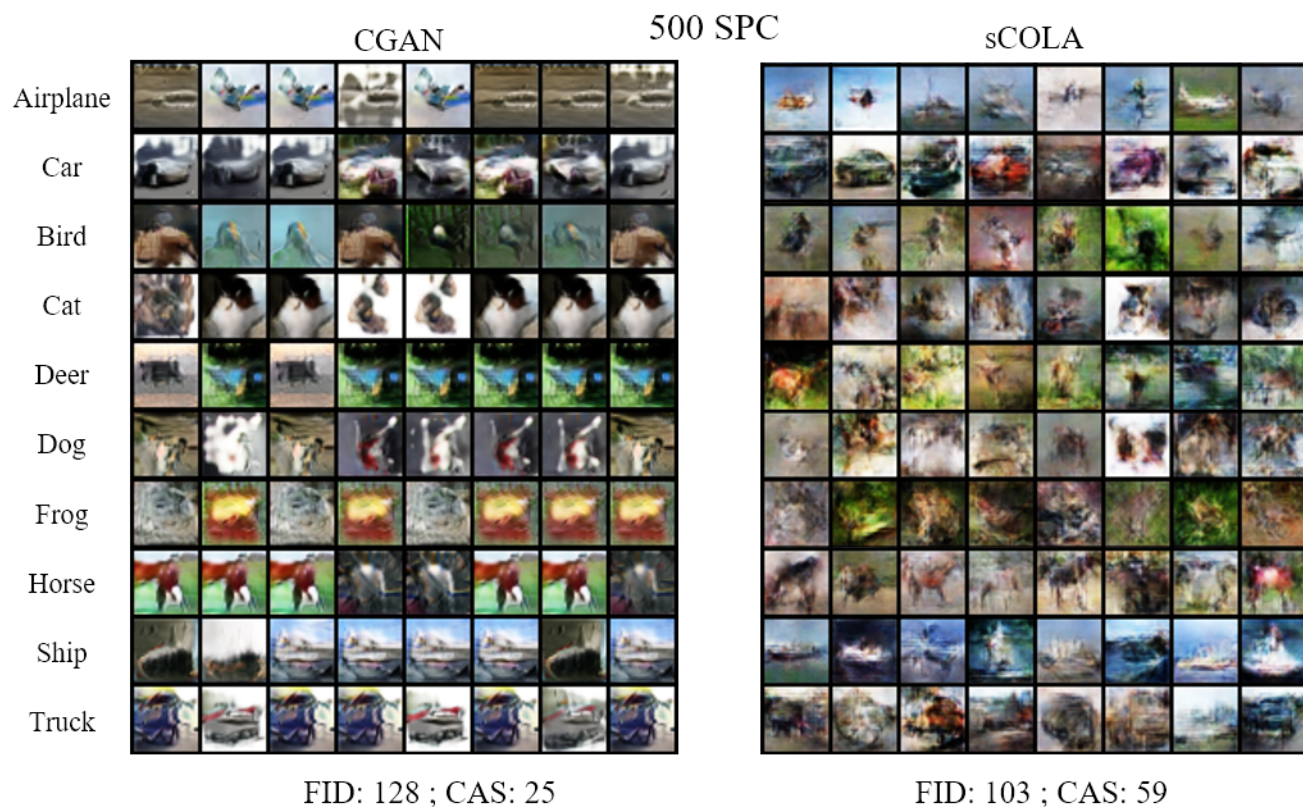 500 SPC
CGAN
sCOLA
Airplane
Car
Bird
Cat
Deer
Dog
Frog
Horse
Ship
Truck
FID: 128 ; CAS: 25
FID: 103 ; CAS: 59